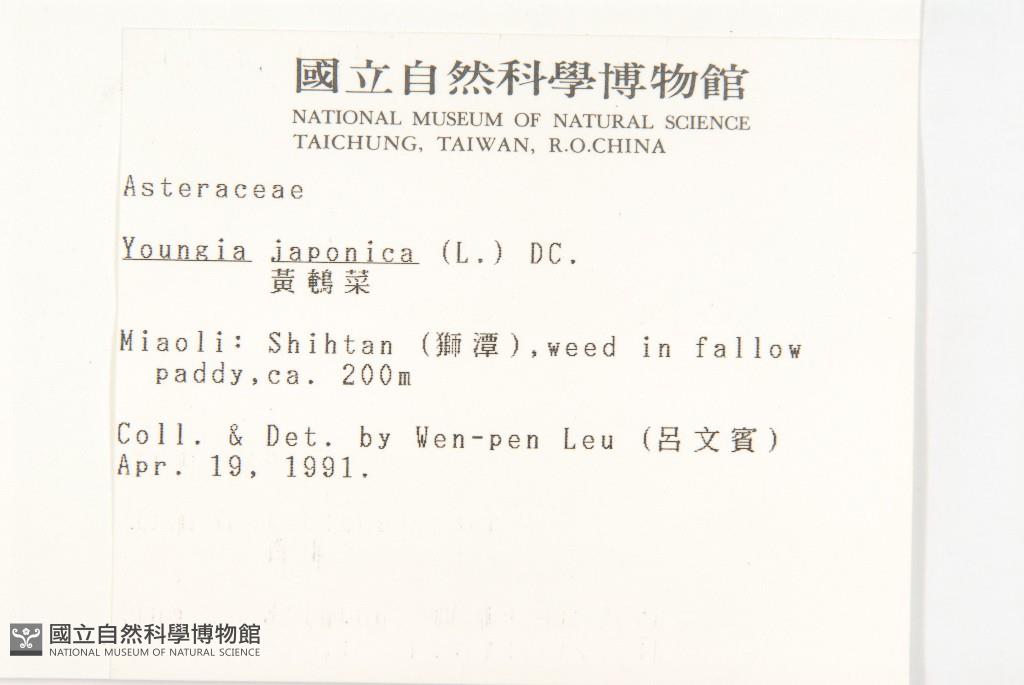 國立自然科學博物館
NATIONAL MUSEUM OF NATURAL SCIENCE
TAICHUNG, TAIWAN, R.O.CHINA
Asteraceae
Youngia japonica (L.) DC.
黃鵪菜
Miaoli: Shihtan (獅潭),weed in fallow
paddy,ca. 200m
Coll. & Det. by Wen-pen Leu (呂文賓)
Apr. 19, 1991.
國立自然科學博物館
NATIONAL MUSEUM OF NATURAL SCIENCE